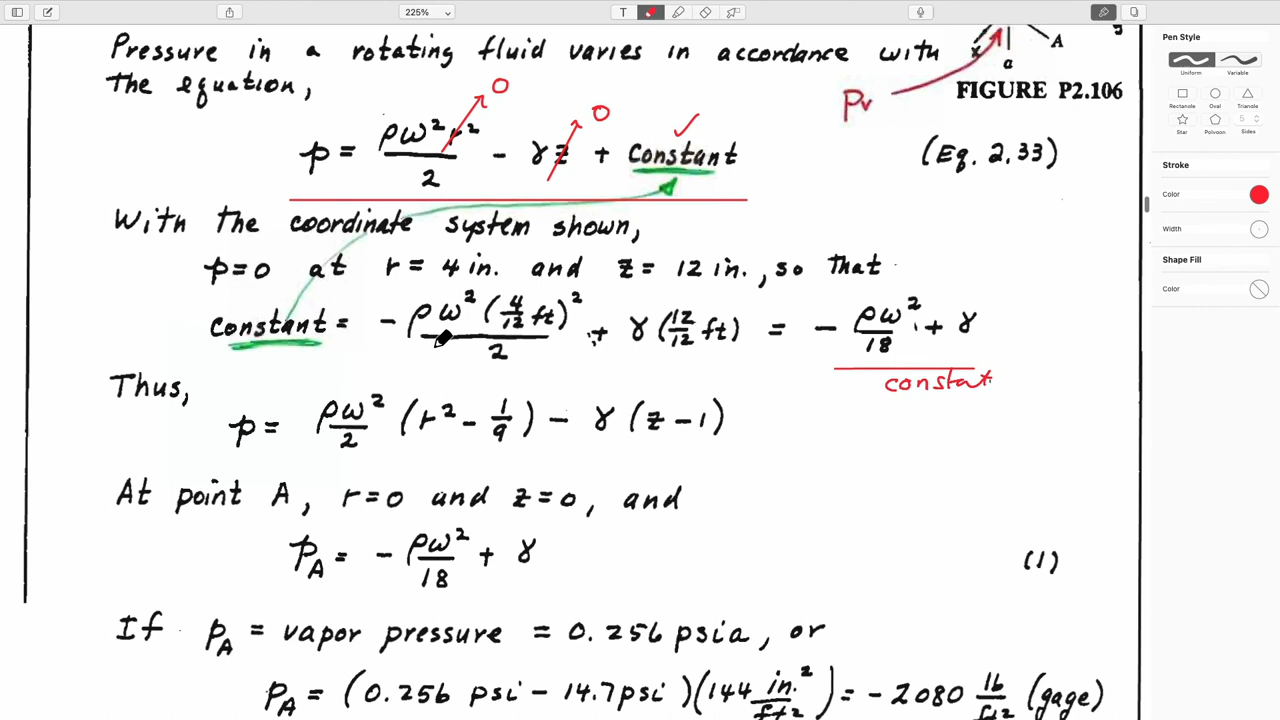 225%
T
Pen Style
Uniform Variable
Rectangle Oval Triangle
5
Star Polygon Sides
Stroke
Color
Width
Shape Fill
Color
Pressure in a rotating fluid varies in accordance with
the equation,
A
a
FIGURE P2.106
Pv
0
0
p = ρω²r²/2 - γz + Constant (Eq. 2.33)
With the coordinate system shown,
p=0 at r = 4 in. and z = 12 in., so that
Constant = - ρω²(4/12 ft)²/2 + γ(12/12 ft) = - ρω²/18 + γ
constat
Thus,
p = ρω²/2 (r² - 1/9) - γ(z-1)
At point A, r=0 and z=0, and
pA = - ρω²/18 + γ (1)
If pA = vapor pressure = 0.256 psia, or
pA = (0.256 psi - 14.7 psi)(144 in.²/ft²) = -2080 lb/ft² (gage)